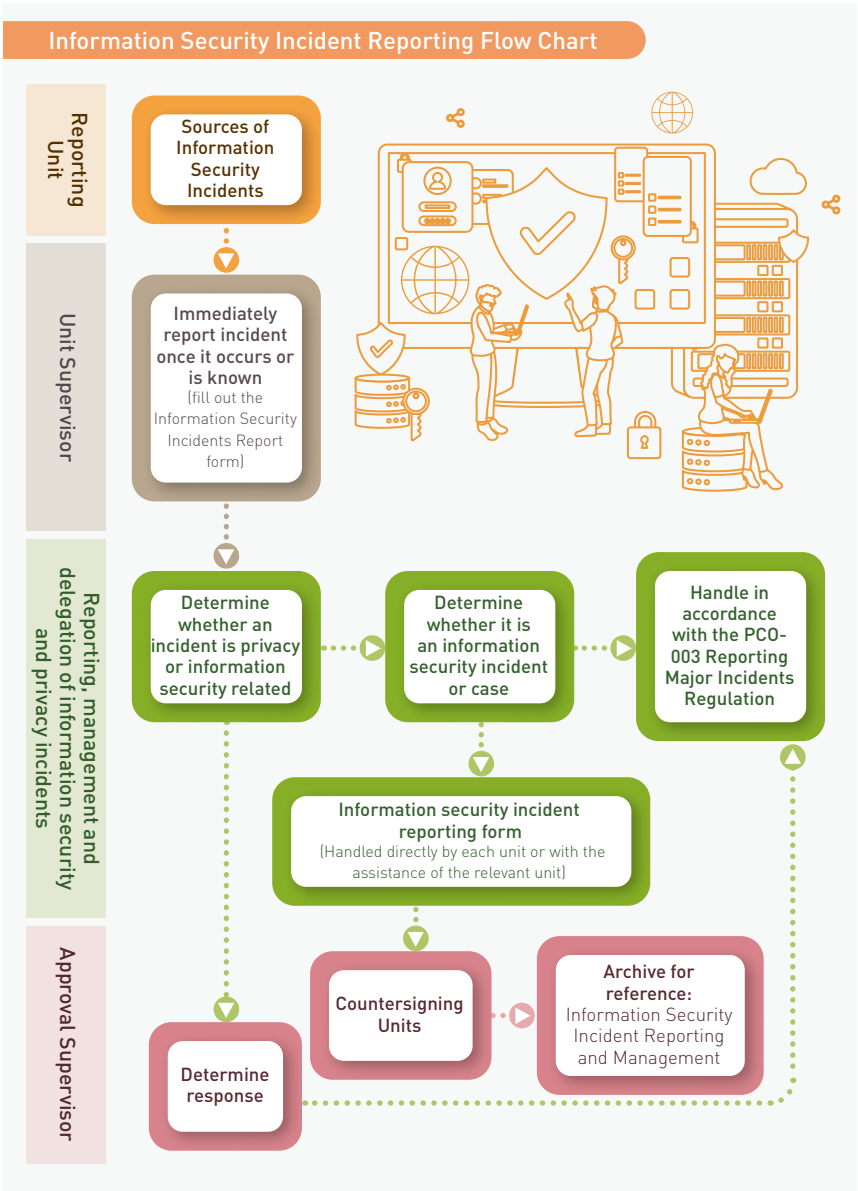 Information Security Incident Reporting Flow Chart
Reporting
Unit
Sources of
Information
Security
Incidents
Unit Supervisor
Immediately
report incident
once it occurs or
is known
(fill out the
Information Security
Incidents Report
form)
Reporting, management and
delegation of information security
and privacy incidents
Determine
whether an
incident is privacy
or information
security related
Determine
whether it is
an information
security incident
or case
Handle in
accordance
with the PCO-
003 Reporting
Major Incidents
Regulation
Information security incident
reporting form
(Handled directly by each unit or with the
assistance of the relevant unit)
Approval Supervisor
Countersigning
Units
Archive for
reference:
Information Security
Incident Reporting
and Management
Determine
response